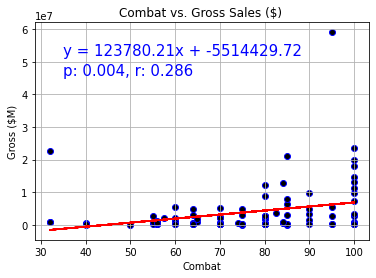 Combat vs. Gross Sales ($)
1e7
y = 123780.21x + -5514429.72
p: 0.004, r: 0.286
Gross ($M)
6
5
4
3
2
1
0
30 40 50 60 70 80 90 100
Combat